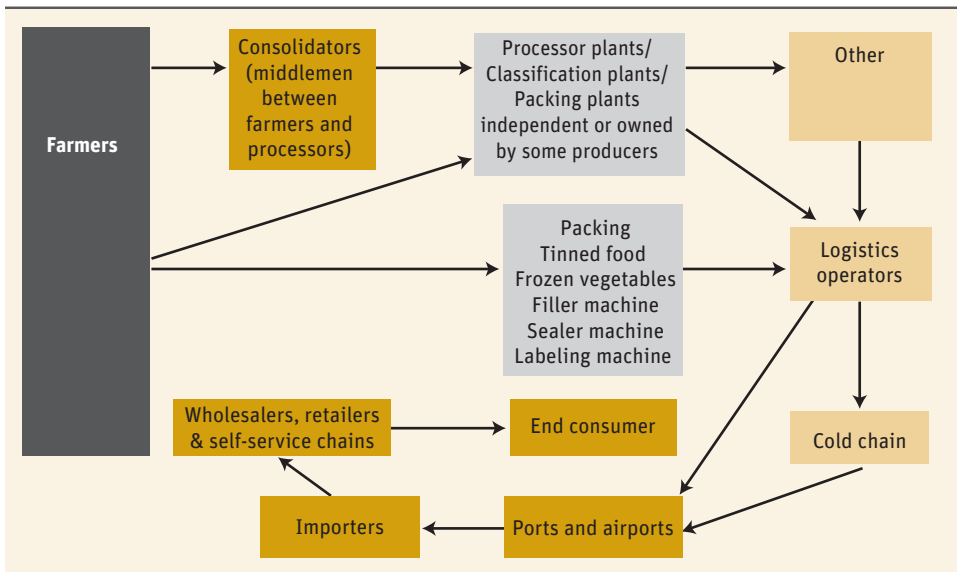 Farmers
Consolidators
(middlemen
between
farmers and
processors)
Processor plants/
Classification plants/
Packing plants
independent or owned
by some producers
Other
Packing
Tinned food
Frozen vegetables
Filler machine
Sealer machine
Labeling machine
Logistics
operators
Wholesalers, retailers
& self-service chains
End consumer
Cold chain
Importers
Ports and airports